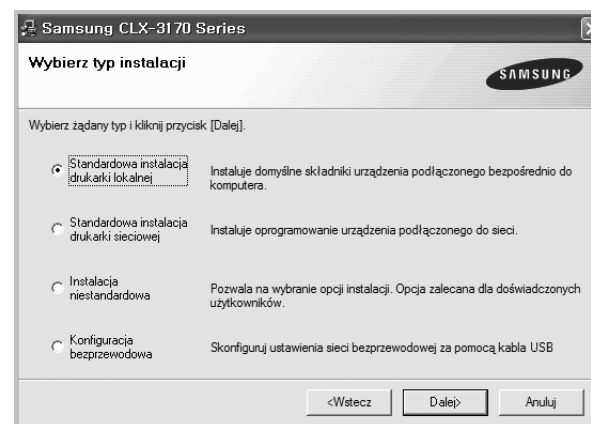 Samsung CLX-3170 Series
Wybierz typ instalacji
SAMSUNG
Wybierz żądany typ i kliknij przycisk [Dalej].
Standardowa instalacja
drukarki lokalnej
Instaluje domyślne składniki urządzenia podłączonego bezpośrednio do
komputera.
Standardowa instalacja
drukarki sieciowej
Instaluje oprogramowanie urządzenia podłączonego do sieci.
Instalacja
niestandardowa
Pozwala na wybranie opcji instalacji. Opcja zalecana dla doświadczonych
użytkowników.
Konfiguracja
bezprzewodowa
Skonfiguruj ustawienia sieci bezprzewodowej za pomocą kabla USB
<Wstecz
Dalej>
Anuluj